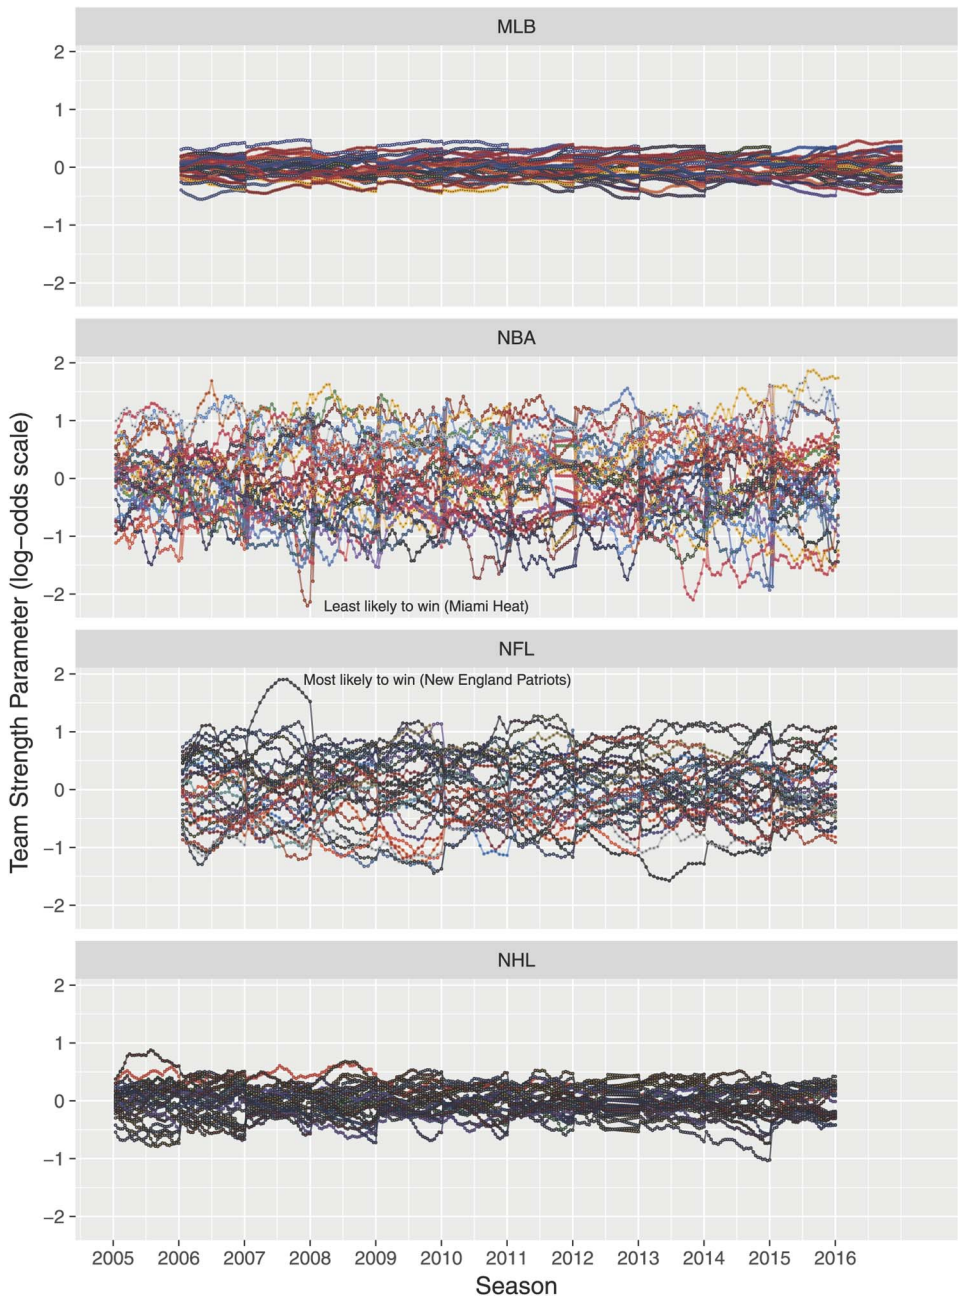 MLB
2
1
0
−1
−2
NBA
2
1
0
−1
−2
Least likely to win (Miami Heat)
NFL
2
Most likely to win (New England Patriots)
1
0
−1
−2
NHL
2
1
0
−1
−2
2005 2006 2007 2008 2009 2010 2011 2012 2013 2014 2015 2016
Season
Team Strength Parameter (log−odds scale)